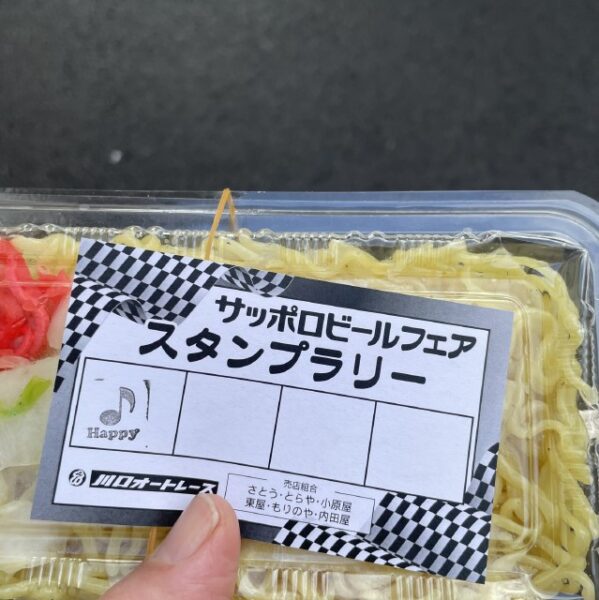 サッポロビールフェア
スタンプラリー
Happy
川口オートレース
売店組合
さとう・とらや・小原屋
東屋・もりのや・内田屋